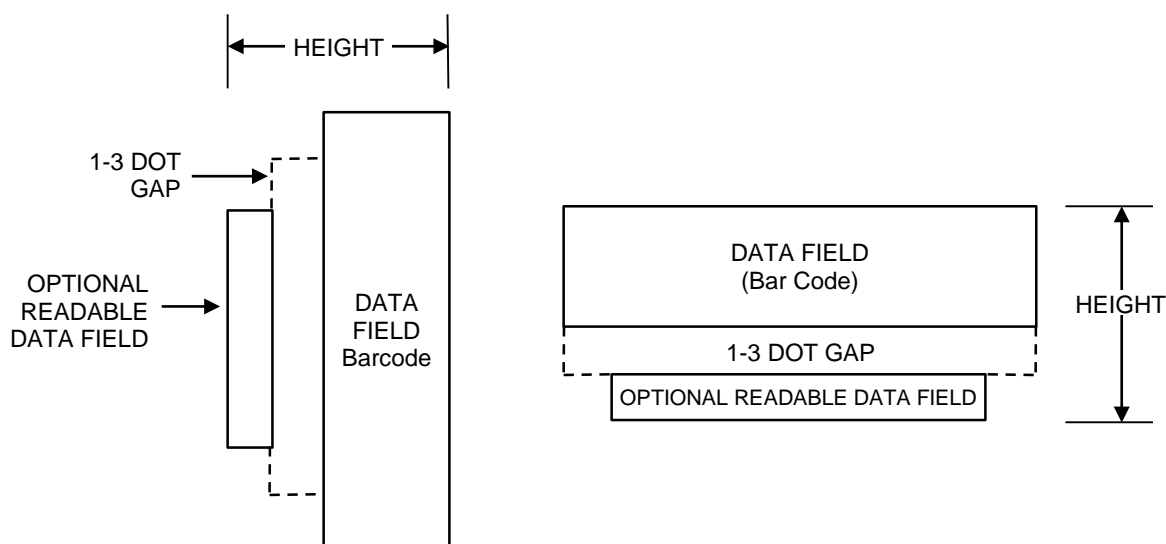 HEIGHT
1-3 DOT
GAP
OPTIONAL
READABLE
DATA FIELD
DATA
FIELD
Barcode
DATA FIELD
(Bar Code)
1-3 DOT GAP
OPTIONAL READABLE DATA FIELD
HEIGHT